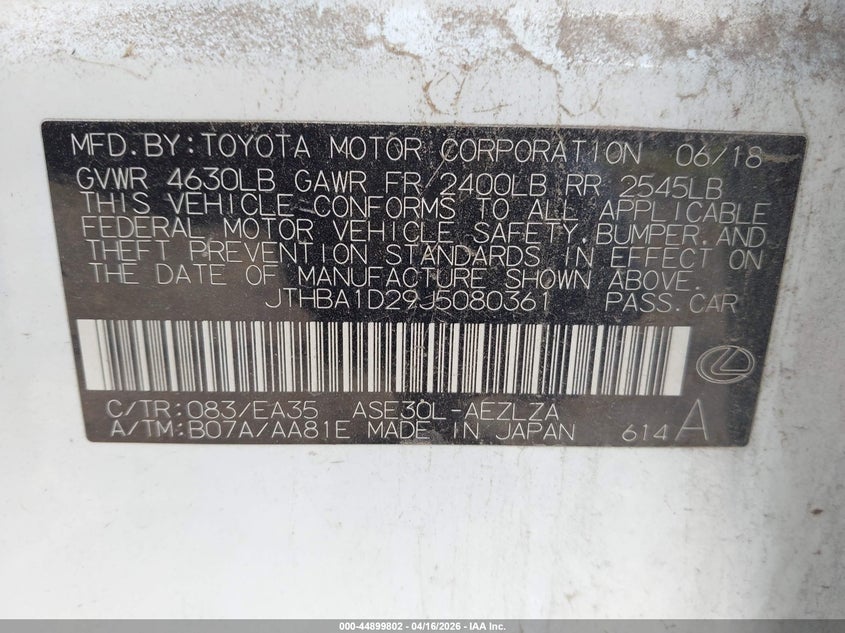 MFD.BY:TOYOTA MOTOR CORPORATION 06/18
GVWR 4630LB GAWR FR 2400LB RR 2545LB
THIS VEHICLE CONFORMS TO ALL APPLICABLE
FEDERAL MOTOR VEHICLE SAFETY,BUMPER,AND
THEFT PREVENTION STANDARDS IN EFFECT ON
THE DATE OF MANUFACTURE SHOWN ABOVE.
JTHBA1D29J5080361 PASS.CAR
C/TR:083/EA35 ASE30L-AEZLZA
A/TM:B07A/AA81E MADE IN JAPAN 614A
000-44899802 - 04/16/2026 - IAA Inc.